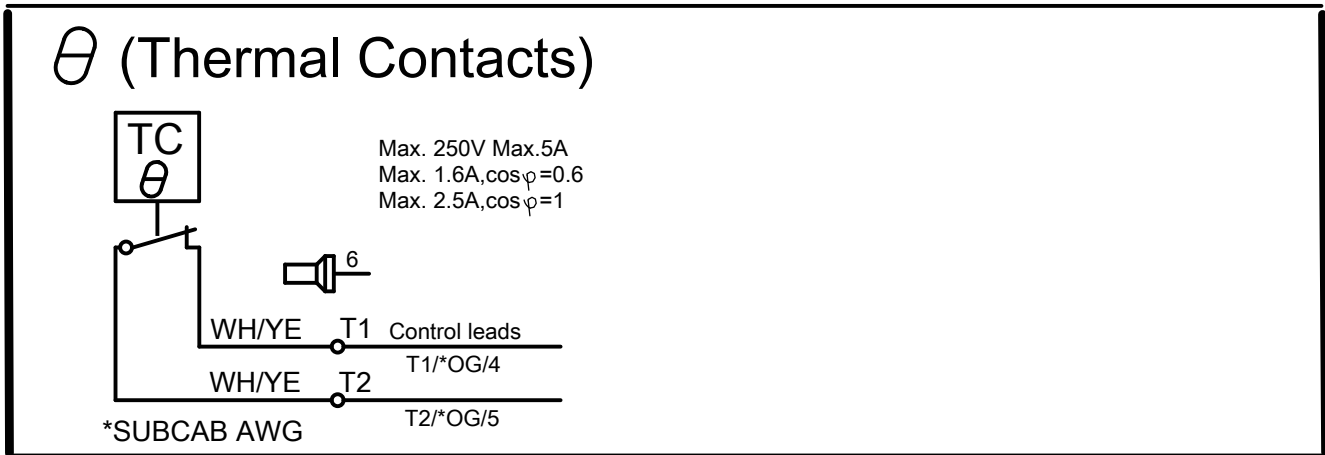 θ (Thermal Contacts)
TC
θ
Max. 250V Max.5A
Max. 1.6A,cosφ=0.6
Max. 2.5A,cosφ=1
6
WH/YE T1 Control leads
T1/*OG/4
WH/YE T2
T2/*OG/5
*SUBCAB AWG